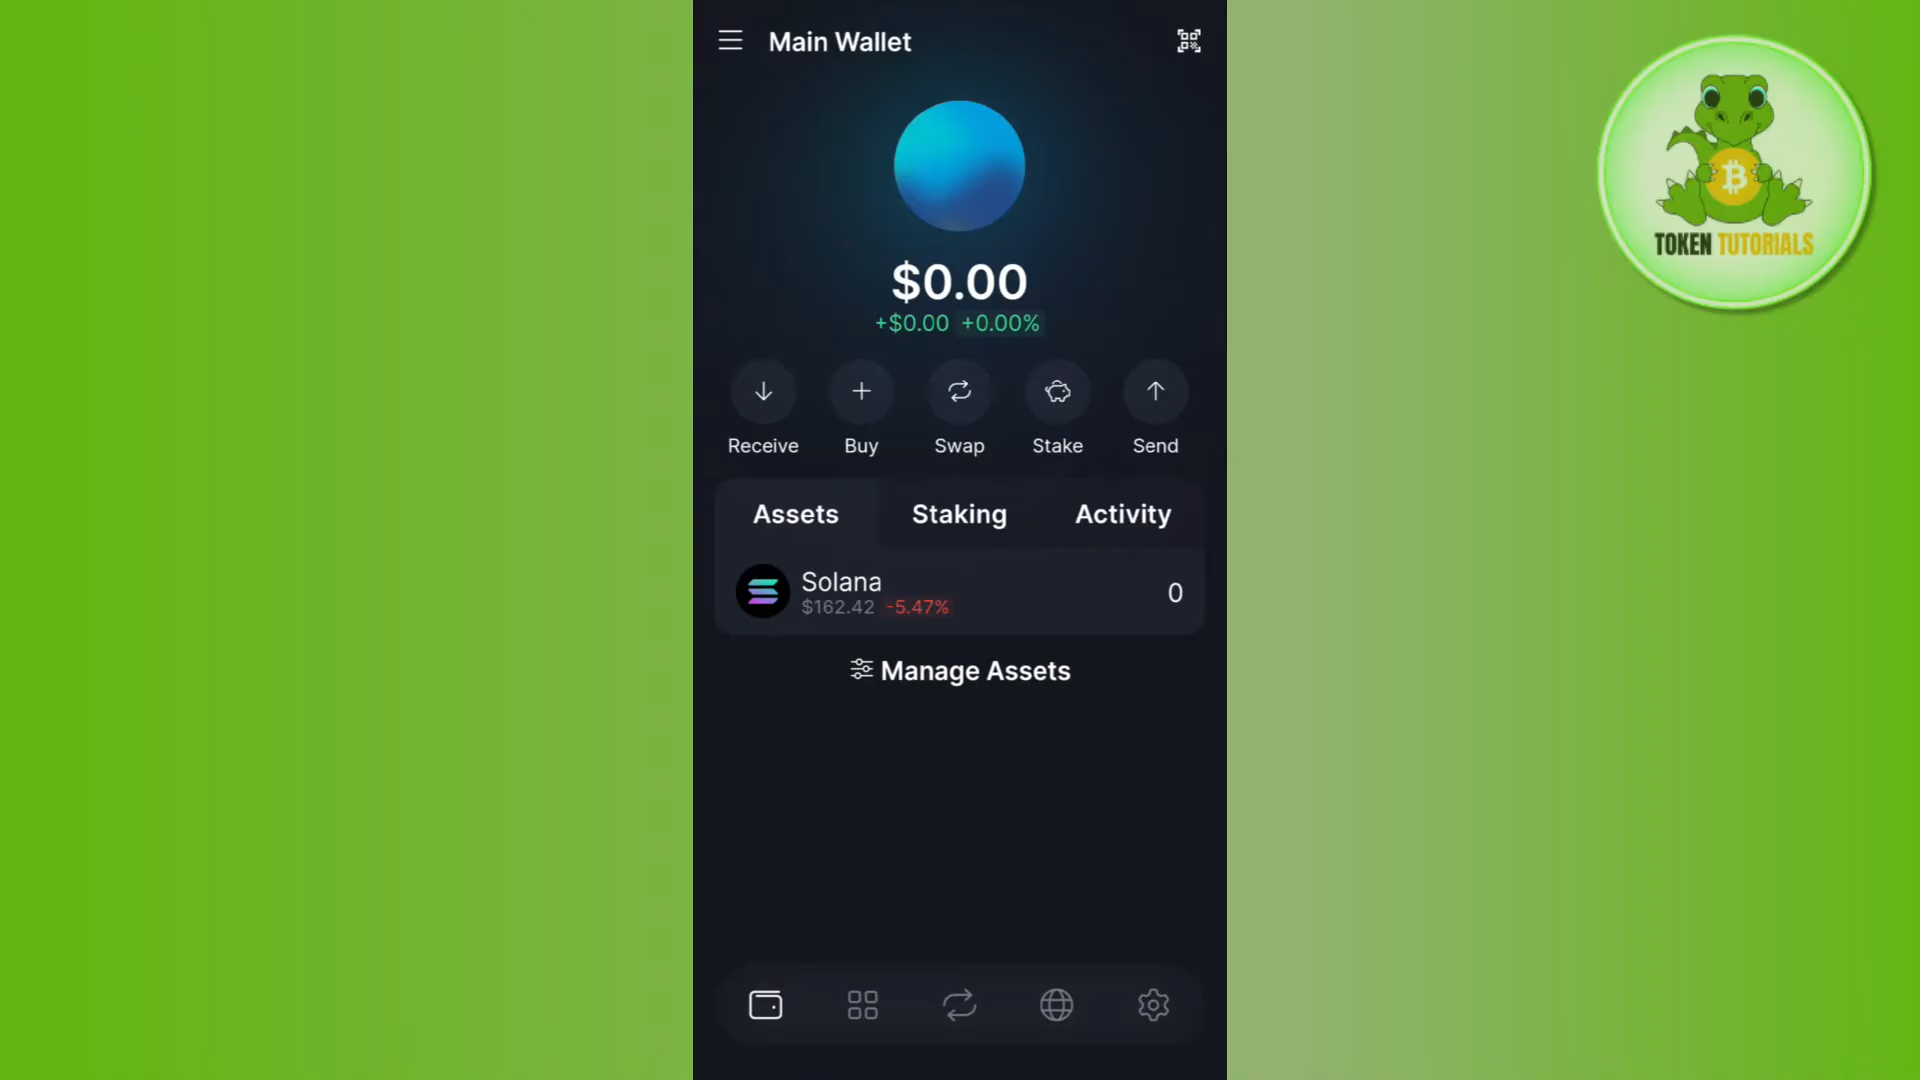 Main Wallet
TOKEN TUTORIALS
$0.00
+$0.00 +0.00%
Receive Buy Swap Stake Send
Assets Staking Activity
Solana
$162.42 -5.47%
0
Manage Assets